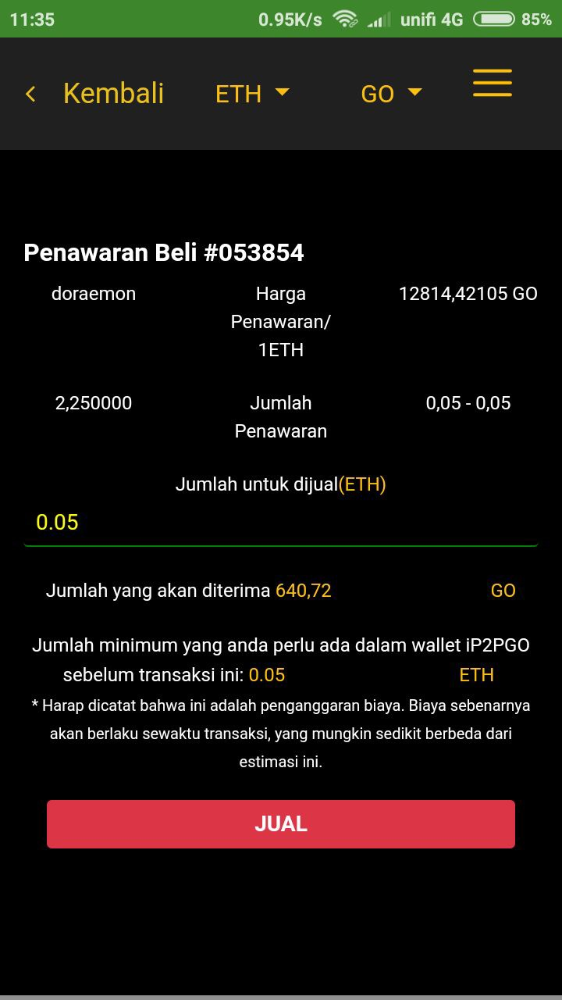 11:35 0.95K/s unifi 4G 85%
Kembali ETH GO
Penawaran Beli #053854
doraemon Harga 12814,42105 GO
Penawaran/
1ETH
2,250000 Jumlah 0,05 - 0,05
Penawaran
Jumlah untuk dijual(ETH)
0.05
Jumlah yang akan diterima 640,72 GO
Jumlah minimum yang anda perlu ada dalam wallet iP2PGO
sebelum transaksi ini: 0.05 ETH
* Harap dicatat bahwa ini adalah penganggaran biaya. Biaya sebenarnya
akan berlaku sewaktu transaksi, yang mungkin sedikit berbeda dari
estimasi ini.
JUAL